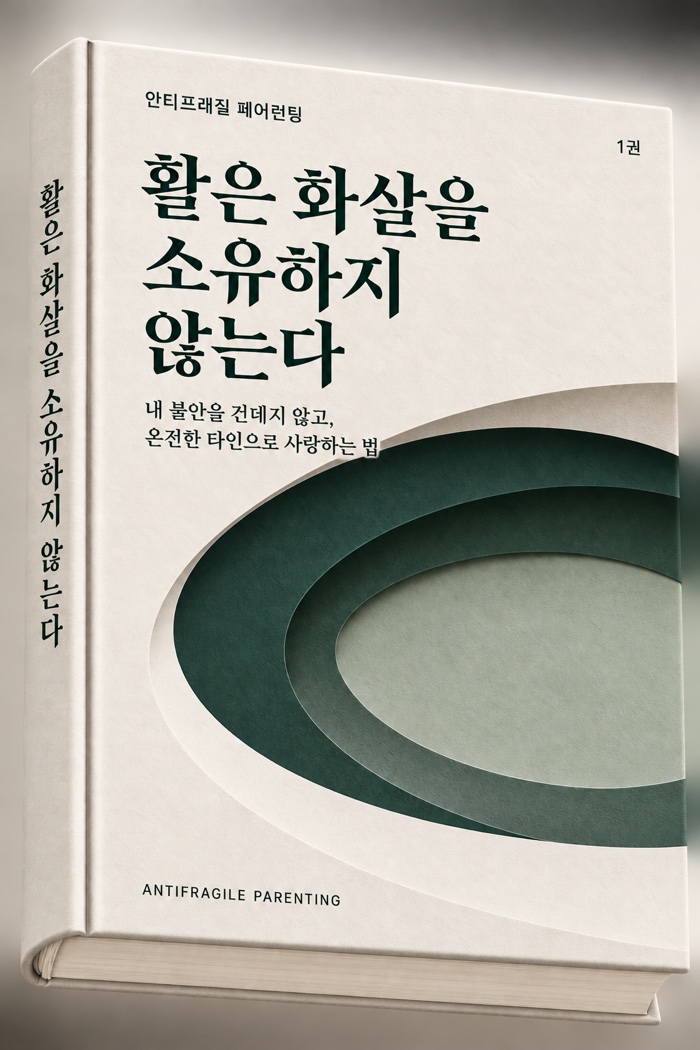 안티프래질 페어런팅
1권
활은 화살을
소유하지
않는다
내 불안을 건데지 않고,
온전한 타인으로 사랑하는 법
ANTIFRAGILE PARENTING
활은 화살을 소유하지 않는다